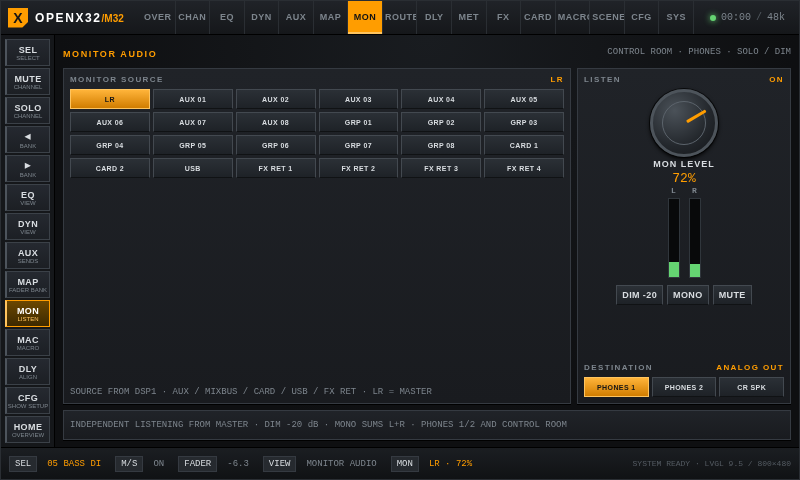 X OPENX32/M32 OVER CHAN EQ DYN AUX MAP MON ROUTE DLY MET FX CARD MACRO SCENE CFG SYS 00:00 / 48k
SEL
SELECT
MUTE
CHANNEL
SOLO
CHANNEL
◄
BANK
►
BANK
EQ
VIEW
DYN
VIEW
AUX
SENDS
MAP
FADER BANK
MON
LISTEN
MAC
MACRO
DLY
ALIGN
CFG
SHOW SETUP
HOME
OVERVIEW
MONITOR AUDIO
CONTROL ROOM · PHONES · SOLO / DIM
MONITOR SOURCE LR
LR AUX 01 AUX 02 AUX 03 AUX 04 AUX 05
AUX 06 AUX 07 AUX 08 GRP 01 GRP 02 GRP 03
GRP 04 GRP 05 GRP 06 GRP 07 GRP 08 CARD 1
CARD 2 USB FX RET 1 FX RET 2 FX RET 3 FX RET 4
SOURCE FROM DSP1 · AUX / MIXBUS / CARD / USB / FX RET · LR = MASTER
LISTEN ON
MON LEVEL
72%
L R
DIM -20 MONO MUTE
DESTINATION ANALOG OUT
PHONES 1 PHONES 2 CR SPK
INDEPENDENT LISTENING FROM MASTER · DIM -20 dB · MONO SUMS L+R · PHONES 1/2 AND CONTROL ROOM
SEL 05 BASS DI M/S ON FADER -6.3 VIEW MONITOR AUDIO MON LR · 72% SYSTEM READY · LVGL 9.5 / 800×480